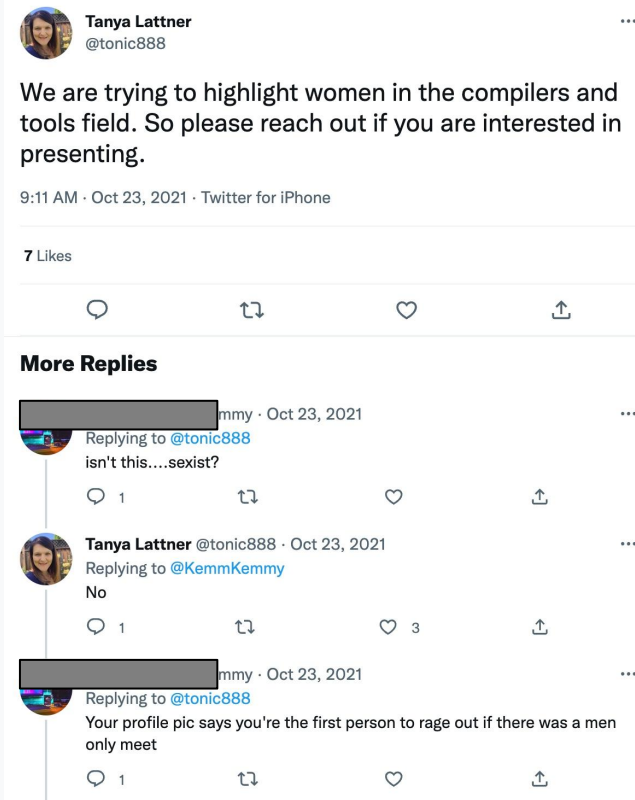 Tanya Lattner
@tonic888
We are trying to highlight women in the compilers and
tools field. So please reach out if you are interested in
presenting.
9:11 AM · Oct 23, 2021 · Twitter for iPhone
7 Likes
More Replies
mmy · Oct 23, 2021
Replying to @tonic888
isn't this....sexist?
1
Tanya Lattner @tonic888 · Oct 23, 2021
Replying to @KemmKemmy
No
1 3
mmy · Oct 23, 2021
Replying to @tonic888
Your profile pic says you're the first person to rage out if there was a men
only meet
1